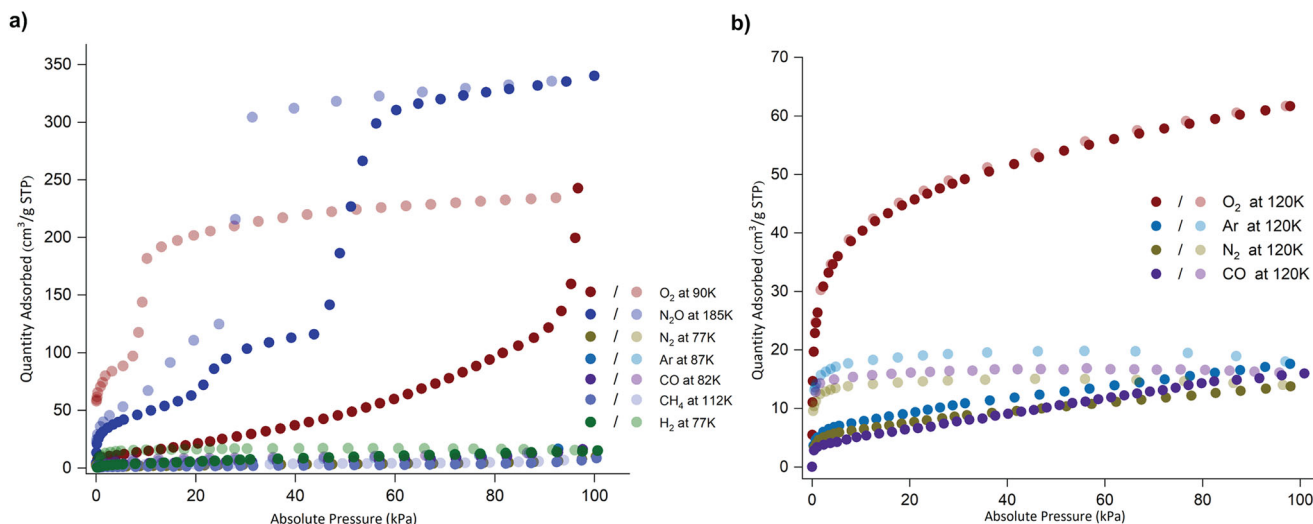 a)
Quantity Adsorbed (cm³/g STP)
350
300
250
200
150
100
50
0
0
20
40
60
80
100
Absolute Pressure (kPa)
/ O₂ at 90K
/ N₂O at 185K
/ N₂ at 77K
/ Ar at 87K
/ CO at 82K
/ CH₄ at 112K
/ H₂ at 77K
b)
Quantity Adsorbed (cm³/g STP)
70
60
50
40
30
20
10
0
0
20
40
60
80
100
Absolute Pressure (kPa)
/ O₂ at 120K
/ Ar at 120K
/ N₂ at 120K
/ CO at 120K